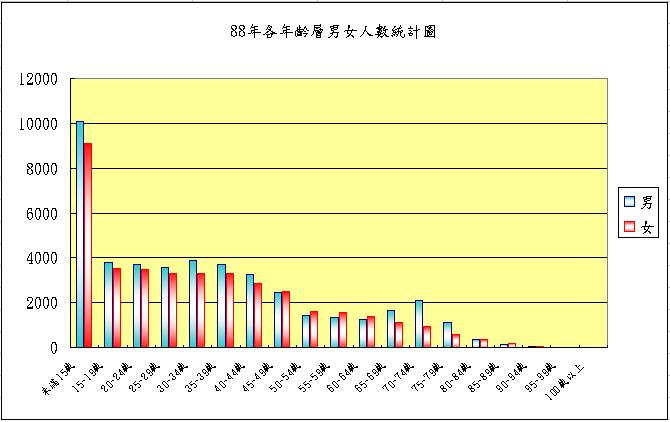 88年各年齡層男女人數統計圖
12000
10000
8000
6000
4000
2000
0
男
女
未滿15歲
15-19歲
20-24歲
25-29歲
30-34歲
35-39歲
40-44歲
45-49歲
50-54歲
55-59歲
60-64歲
65-69歲
70-74歲
75-79歲
80-84歲
85-89歲
90-94歲
95-99歲
100歲以上